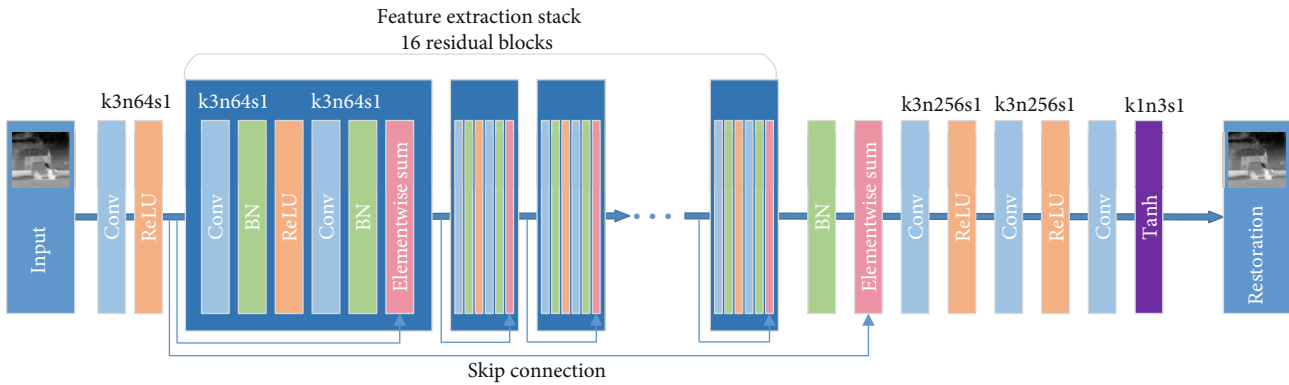 Feature extraction stack
16 residual blocks
k3n64s1
k3n64s1
k3n64s1
k3n256s1
k3n256s1
k1n3s1
Input
Conv
ReLU
Conv
BN
ReLU
Conv
BN
Elementwise sum
BN
Elementwise sum
Conv
ReLU
Conv
ReLU
Conv
Tanh
Restoration
Skip connection